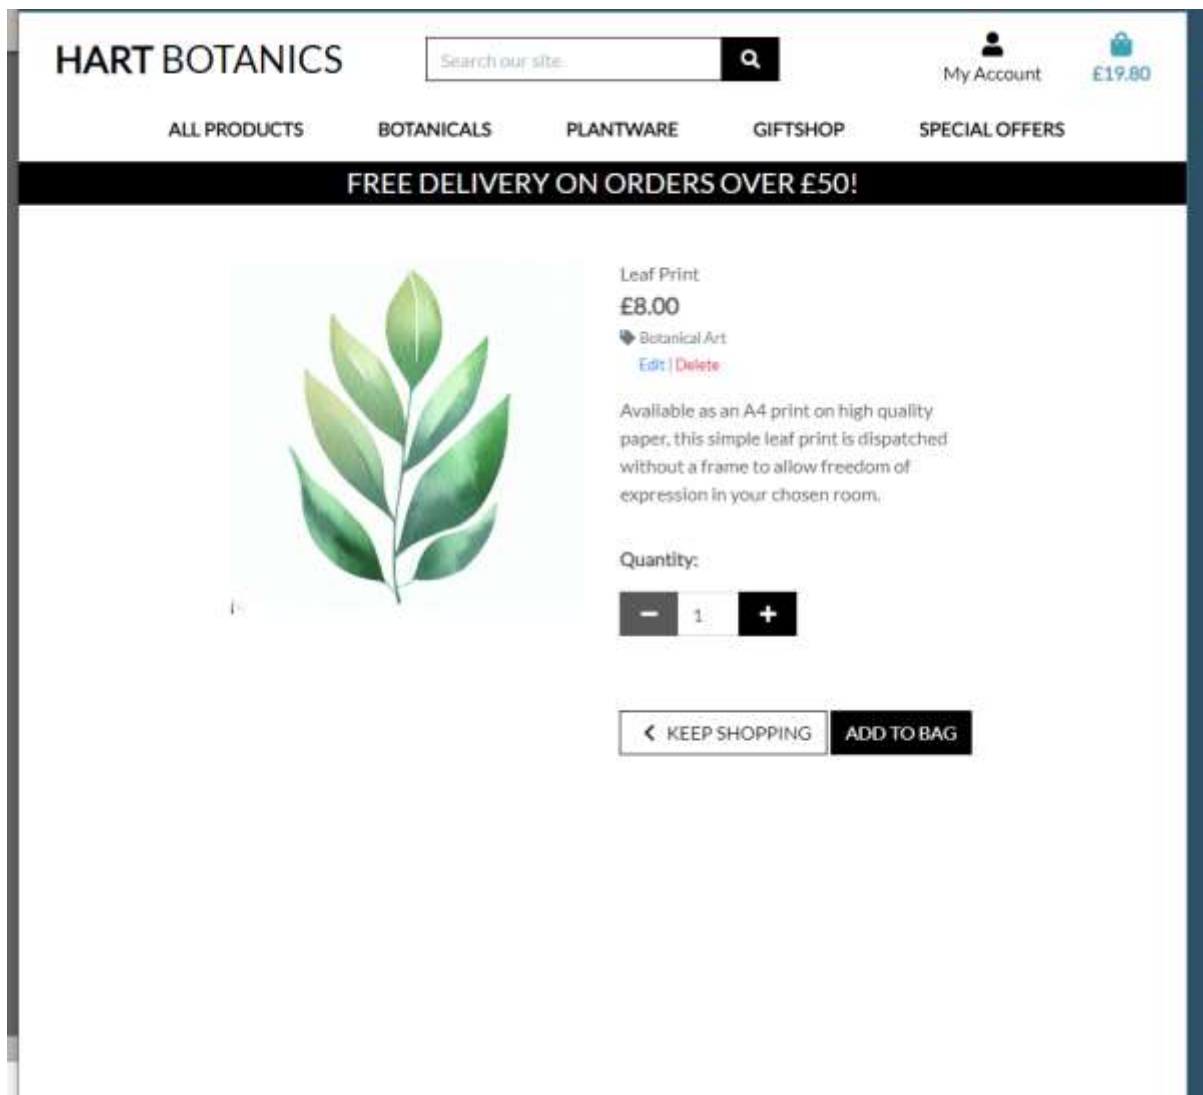 HART BOTANICS
Search our site
My Account
£19.80
ALL PRODUCTS BOTANICALS PLANTWARE GIFTSHOP SPECIAL OFFERS
FREE DELIVERY ON ORDERS OVER £50!
Leaf Print
£8.00
Botanical Art
Edit | Delete
Available as an A4 print on high quality
paper, this simple leaf print is dispatched
without a frame to allow freedom of
expression in your chosen room.
Quantity:
1
KEEP SHOPPING ADD TO BAG